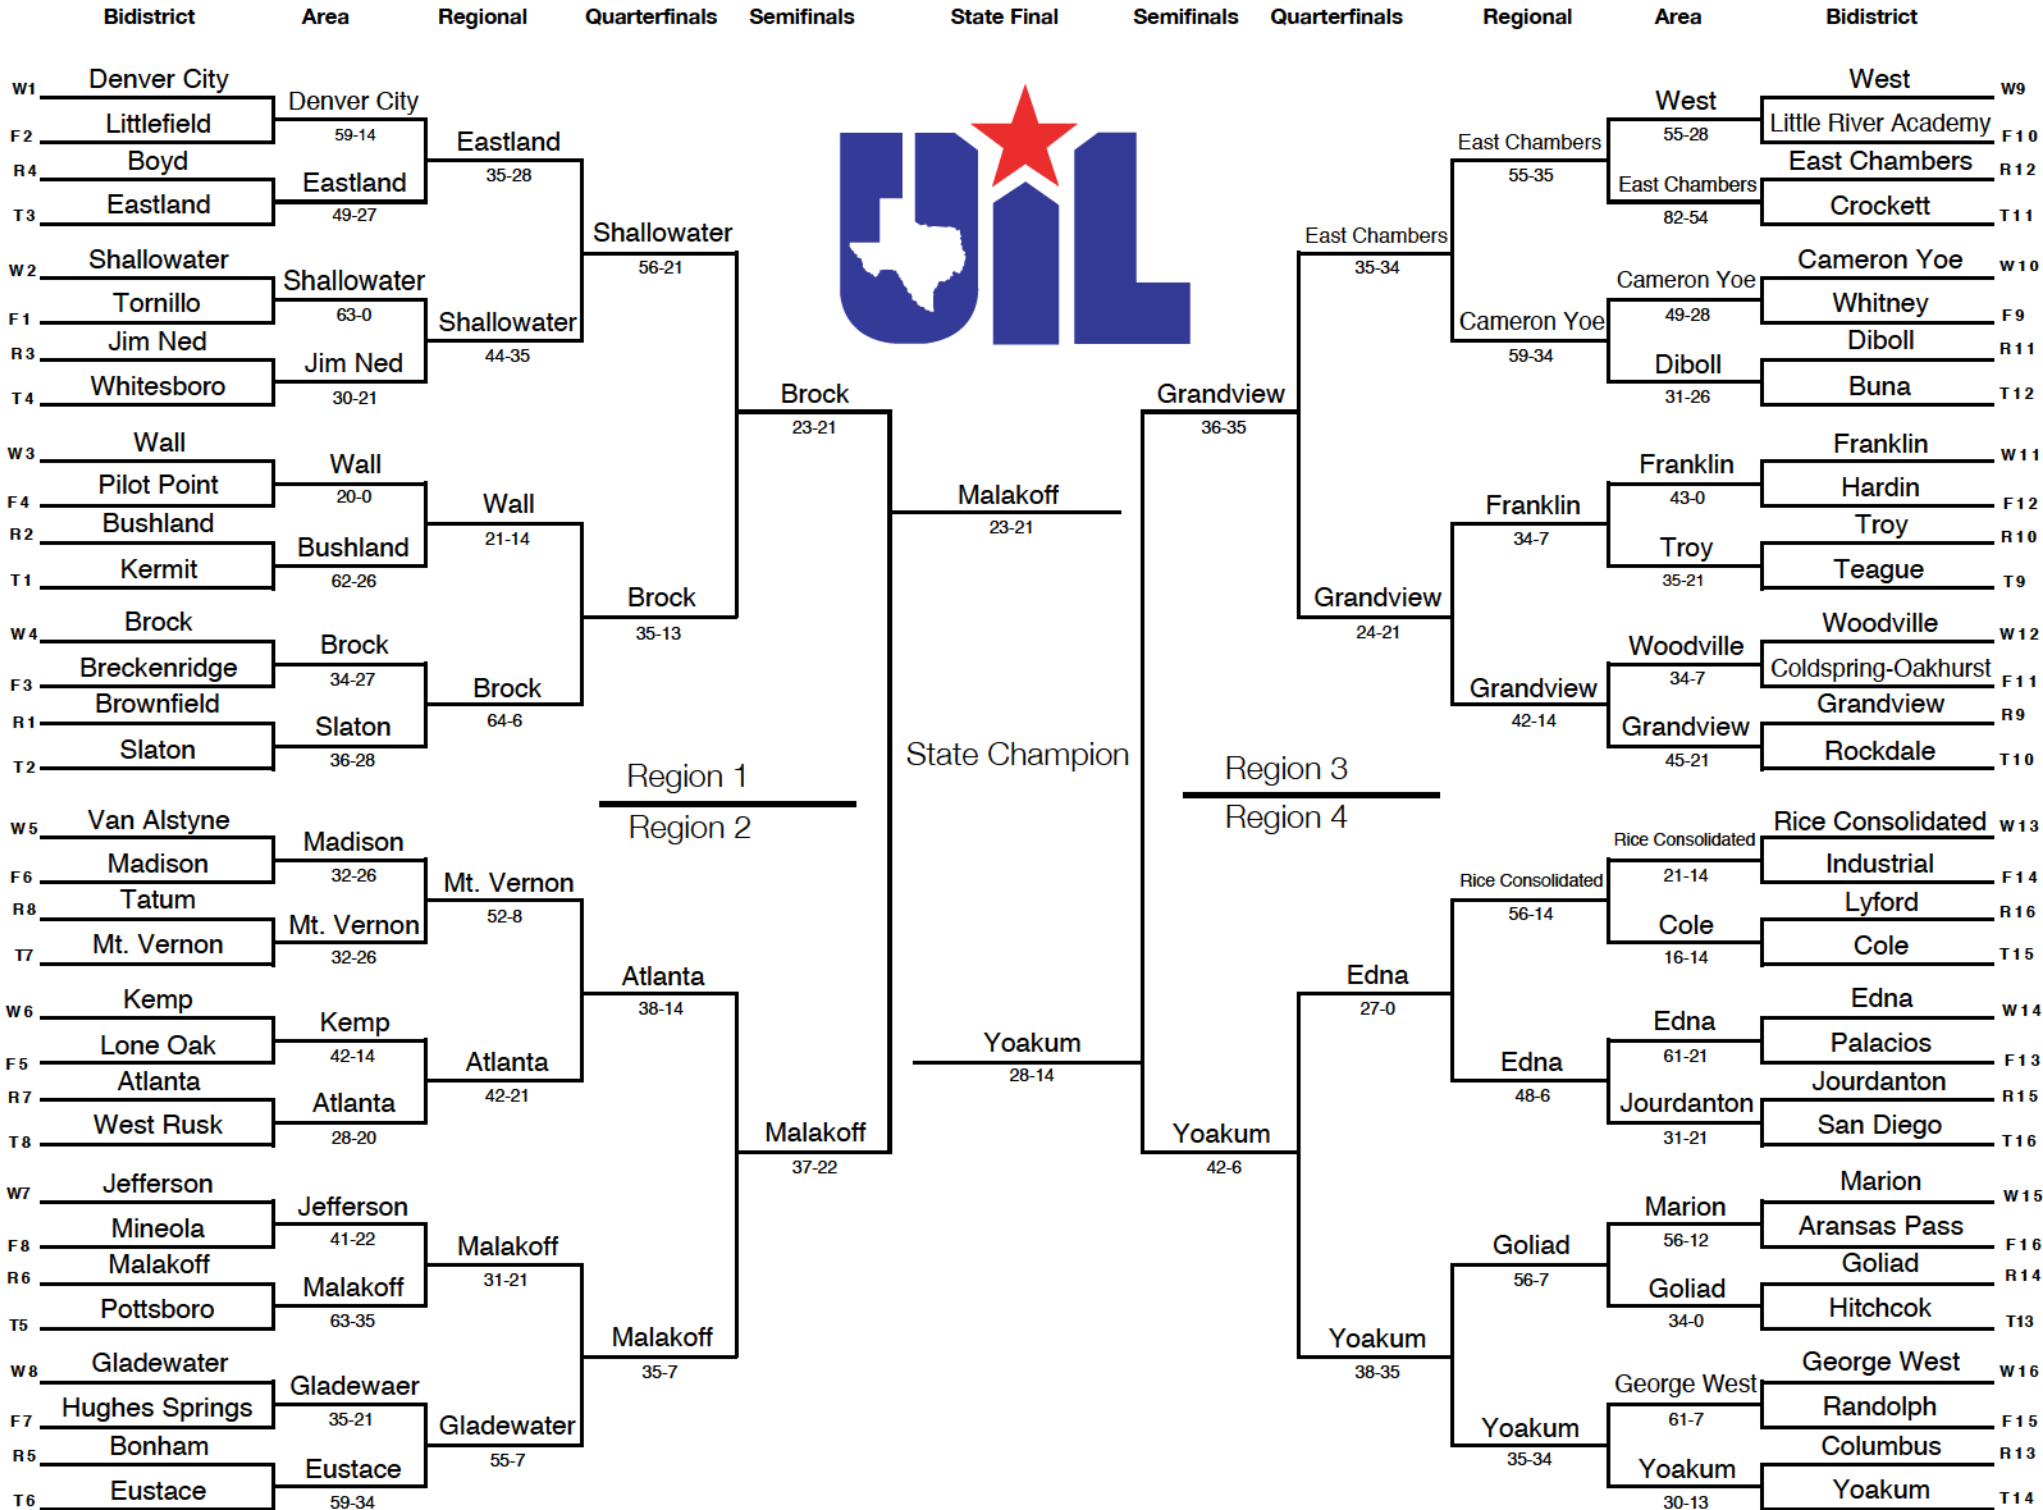 Bidistrict Area Regional Quarterfinals Semifinals State Final Semifinals Quarterfinals Regional Area Bidistrict
W1 Denver City
F2 Littlefield
R4 Boyd
T3 Eastland
W2 Shallowater
F1 Tornillo
R3 Jim Ned
T4 Whitesboro
W3 Wall
F4 Pilot Point
R2 Bushland
T1 Kermit
W4 Brock
F3 Breckenridge
R1 Brownfield
T2 Slaton
W5 Van Alstyne
F6 Madison
R8 Tatum
T7 Mt. Vernon
W6 Kemp
F5 Lone Oak
R7 Atlanta
T8 West Rusk
W7 Jefferson
F8 Mineola
R6 Malakoff
T5 Pottsboro
W8 Gladewater
F7 Hughes Springs
R5 Bonham
T6 Eustace
Denver City
59-14
Eastland
49-27
Shallowater
63-0
Jim Ned
30-21
Wall
20-0
Bushland
62-26
Brock
34-27
Slaton
36-28
Madison
32-26
Mt. Vernon
32-26
Kemp
42-14
Atlanta
28-20
Jefferson
41-22
Malakoff
63-35
Gladewaer
35-21
Eustace
59-34
Eastland
35-28
Shallowater
44-35
Wall
21-14
Brock
64-6
Mt. Vernon
52-8
Atlanta
42-21
Malakoff
31-21
Gladewater
55-7
Shallowater
56-21
Brock
35-13
Atlanta
38-14
Malakoff
35-7
Region 1
Region 2
Brock
23-21
Malakoff
37-22
UIL
Malakoff
23-21
State Champion
Yoakum
28-14
Grandview
36-35
Yoakum
42-6
Region 3
Region 4
East Chambers
35-34
Grandview
24-21
Edna
27-0
Yoakum
38-35
East Chambers
55-35
Cameron Yoe
59-34
Franklin
34-7
Grandview
42-14
Rice Consolidated
56-14
Edna
48-6
Goliad
56-7
Yoakum
35-34
West
55-28
East Chambers
82-54
Cameron Yoe
49-28
Diboll
31-26
Franklin
43-0
Troy
35-21
Woodville
34-7
Grandview
45-21
Rice Consolidated
21-14
Cole
16-14
Edna
61-21
Jourdanton
31-21
Marion
56-12
Goliad
34-0
George West
61-7
Yoakum
30-13
West W9
Little River Academy F10
East Chambers R12
Crockett T11
Cameron Yoe W10
Whitney F9
Diboll R11
Buna T12
Franklin W11
Hardin F12
Troy R10
Teague T9
Woodville W12
Coldspring-Oakhurst F11
Grandview R9
Rockdale T10
Rice Consolidated W13
Industrial F14
Lyford R16
Cole T15
Edna W14
Palacios F13
Jourdanton R15
San Diego T16
Marion W15
Aransas Pass F16
Goliad R14
Hitchcok T13
George West W16
Randolph F15
Columbus R13
Yoakum T14